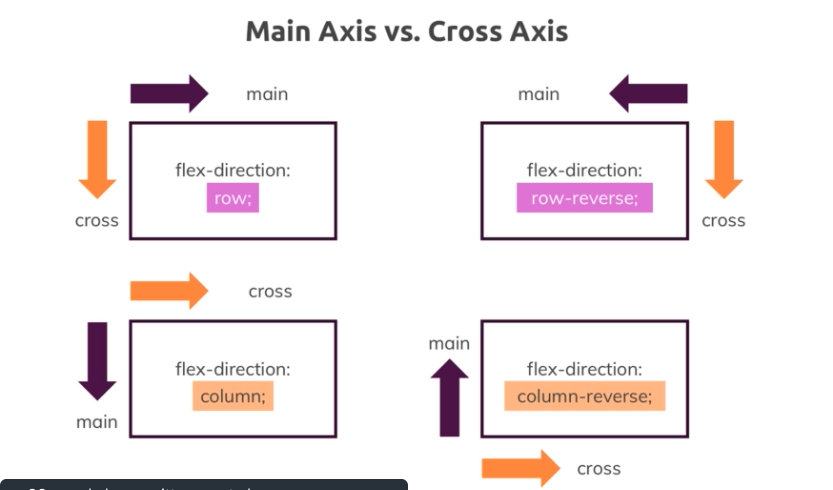 Main Axis vs. Cross Axis
main
main
flex-direction:
row;
flex-direction:
row-reverse;
cross
cross
cross
flex-direction:
column;
main
main
flex-direction:
column-reverse;
cross